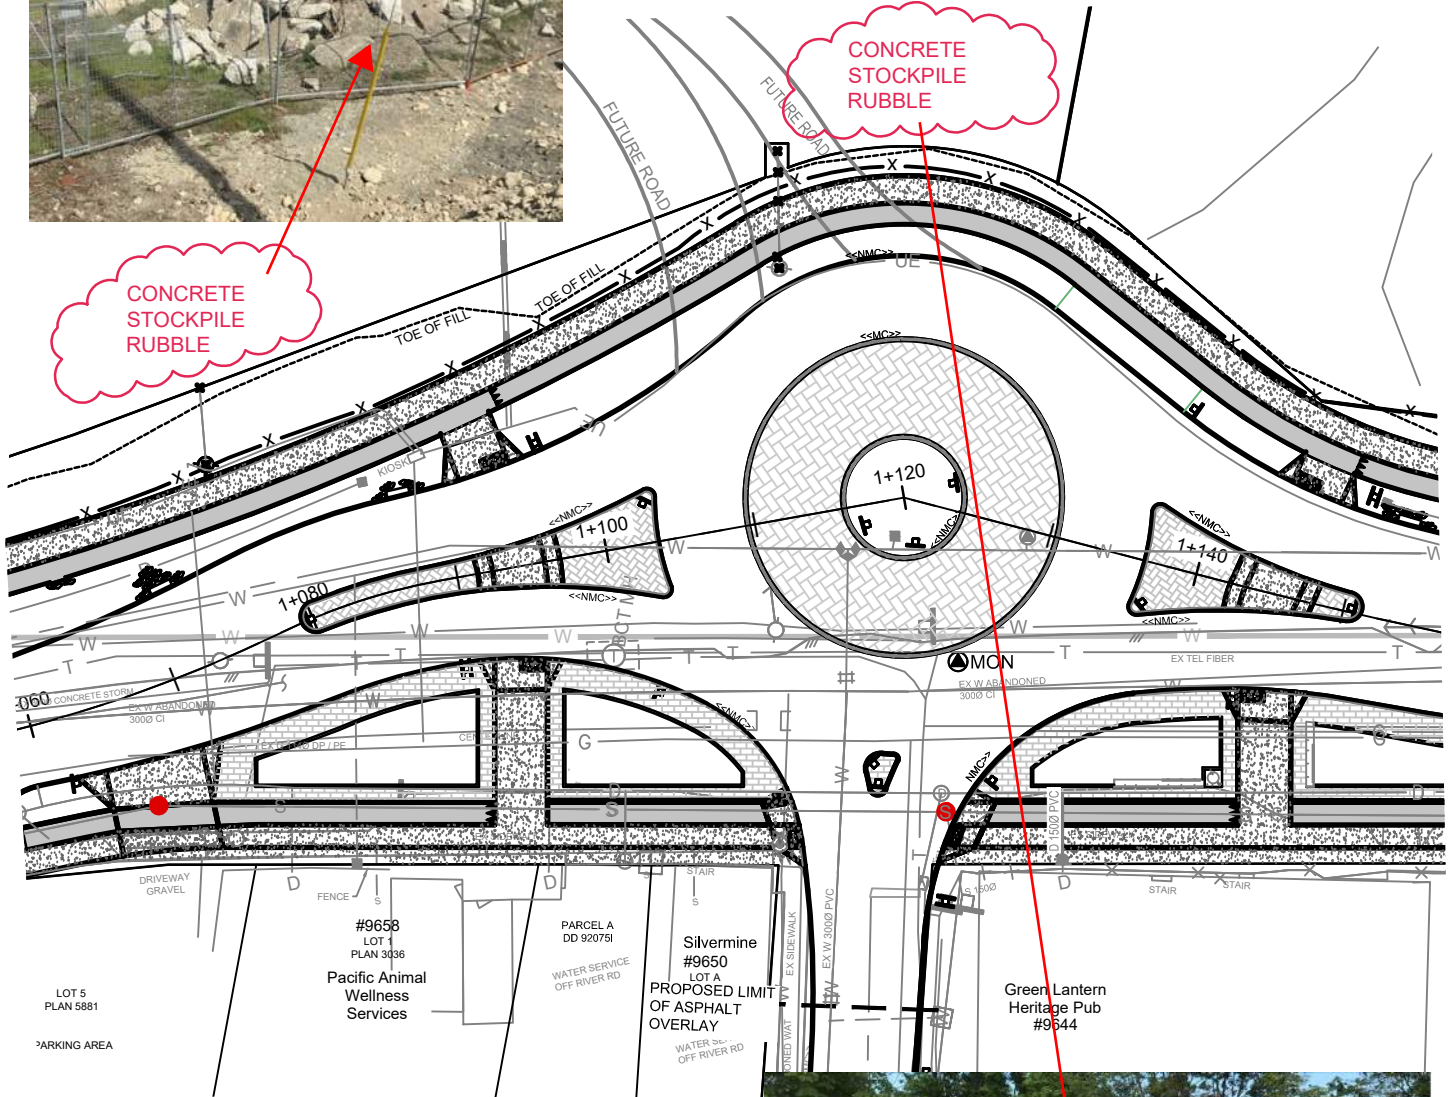 CONCRETE
STOCKPILE
RUBBLE
FUTURE ROAD
FUTURE ROAD
CONCRETE
STOCKPILE
RUBBLE
TOE OF FILL
TOE OF FILL
<<NMC>>
UE
<<MC>>
KIOSK
UE
1+120
<<NMC>>
<<NMC>>
1+100
<<NMC>>
1+080
<<NMC>>
1+140
<<NMC>>
W
W
W
W
W
W
W
W
W
W
W
T
T
T
T
T
T
T
T
MON
EX TEL FIBER
EX W ABANDONED
300Ø CI
CONCRETE STORM
-060
EX W ABANDONED
300Ø CI
W
W
W
<<NMC>>
NMC>>
G
G
W
D
S
S
S
D
D 150Ø PVC
DRIVEWAY
GRAVEL
D
FENCE
S
D
STAIR
S
T
S 150Ø
D
STAIR
STAIR
#9658
LOT 1
PLAN 3036
Pacific Animal
Wellness
Services
PARCEL A
DD 92075I
WATER SERVICE
OFF RIVER RD
Silvermine
#9650
LOT A
PROPOSED LIMIT
OF ASPHALT
OVERLAY
OFF RIVER RD
EX SIDEWALK
EX W 300Ø PVC
Green Lantern
Heritage Pub
#9644
LOT 5
PLAN 5881
PARKING AREA